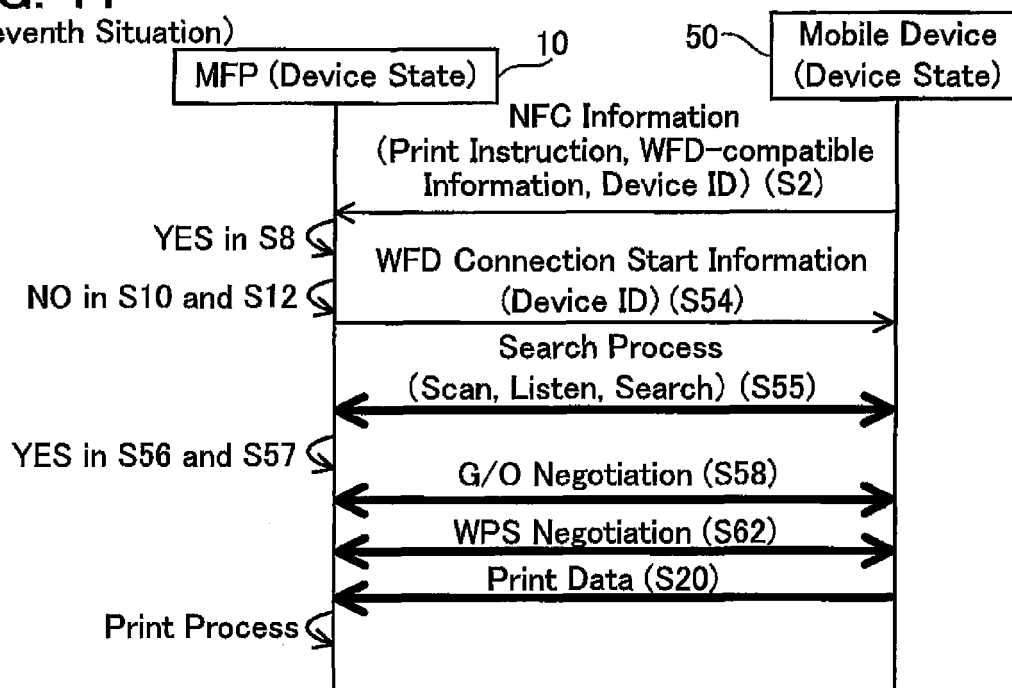 (Seventh Situation)
MFP (Device State)
10
50
Mobile Device
(Device State)
NFC Information
(Print Instruction, WFD-compatible
Information, Device ID) (S2)
YES in S8
WFD Connection Start Information
(Device ID) (S54)
NO in S10 and S12
Search Process
(Scan, Listen, Search) (S55)
YES in S56 and S57
G/O Negotiation (S58)
WPS Negotiation (S62)
Print Data (S20)
Print Process